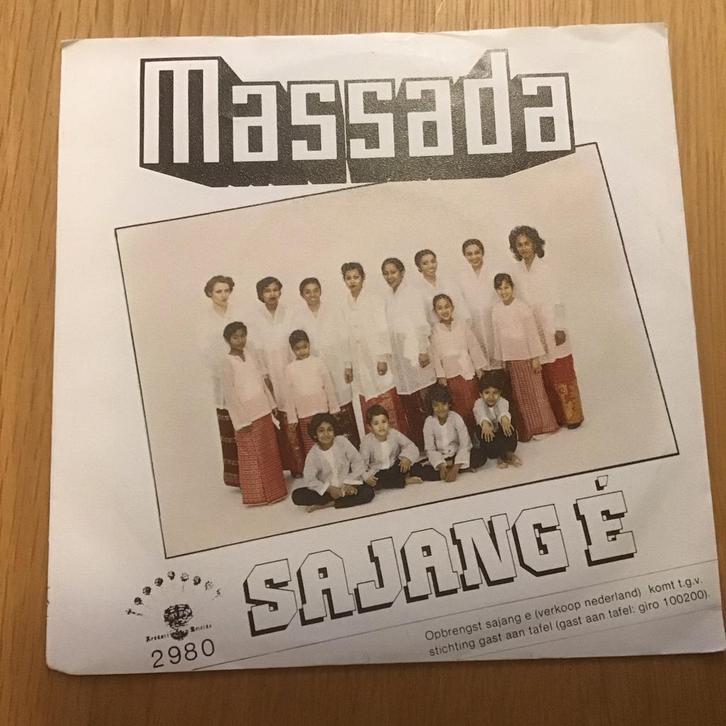 Massada
SAJANG É
2980
Opbrengst sajang e (verkoop nederland) komt t.g.v.
stichting gast aan tafel (gast aan tafel: giro 100200).